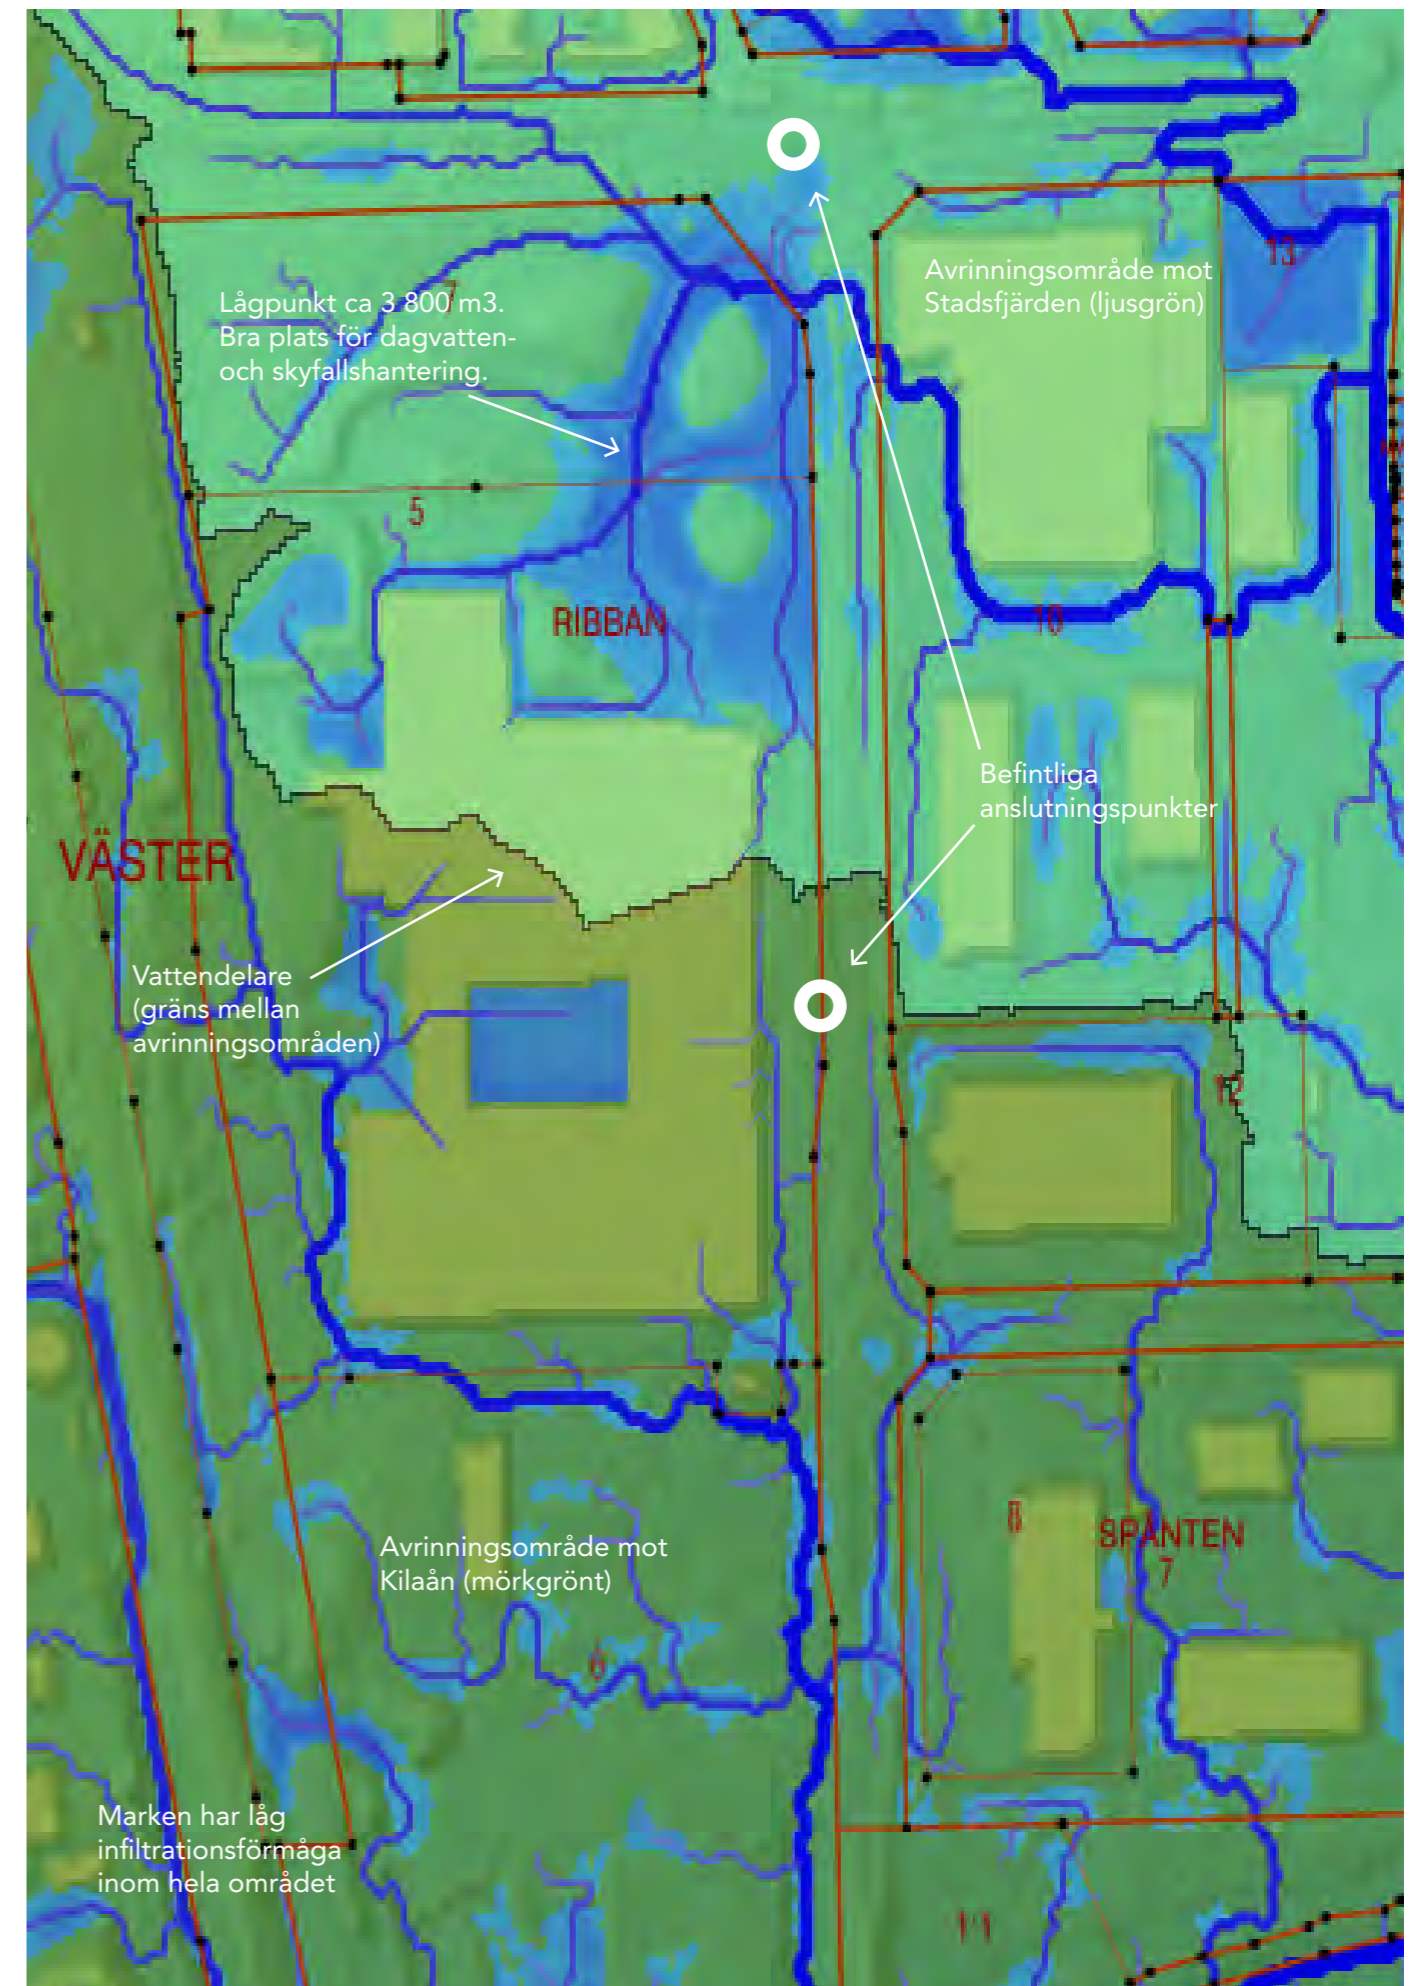 13
Avrinningsområde mot
Stadsfjärden (ljusgrön)
7
Lågpunkt ca 3 800 m3.
Bra plats för dagvatten-
och skyfallshantering.
5
RIBBAN
10
Befintliga
anslutningspunkter
VÄSTER
Vattendelare
(gräns mellan
avrinningsområden)
12
8
SPANTEN
7
Avrinningsområde mot
Kilaån (mörkgrönt)
6
Marken har låg
infiltrationsförmåga
inom hela området
11